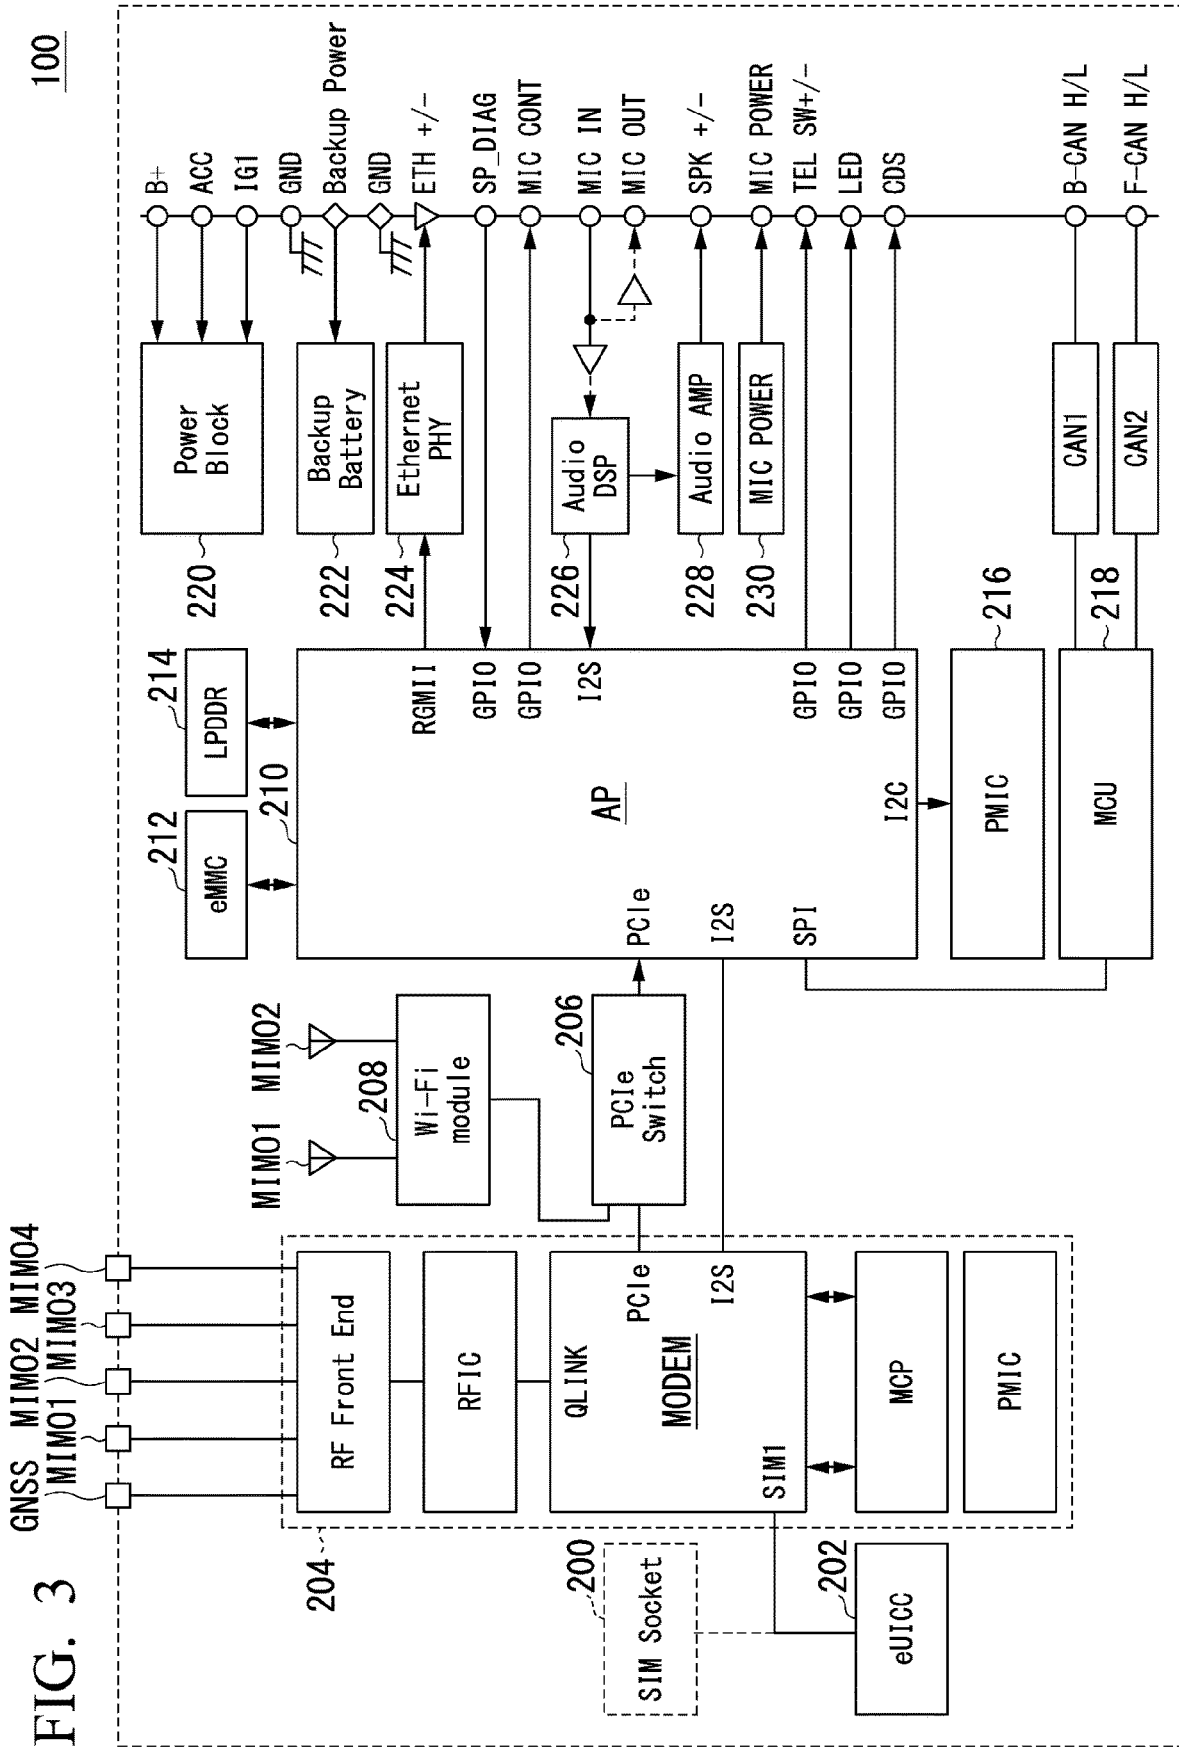 FIG. 3
100
GNSS
MIMO1
MIMO2
MIMO3
MIMO4
204
RF Front End
RFIC
QLINK
PCIe
I2S
MODEM
SIM1
MCP
PMIC
200
SIM Socket
202
eUICC
MIMO1
MIMO2
208
Wi-Fi
module
206
PCIe
Switch
212
eMMC
214
LPDDR
210
AP
PCIe
I2S
SPI
I2C
RGMII
GPIO
GPIO
I2S
GPIO
GPIO
GPIO
216
PMIC
218
MCU
220
Power
Block
222
Backup
Battery
224
Ethernet
PHY
226
Audio
DSP
228
Audio AMP
230
MIC POWER
CAN1
CAN2
B+
ACC
IG1
GND
Backup Power
GND
ETH +/-
SP_DIAG
MIC CONT
MIC IN
MIC OUT
SPK +/-
MIC POWER
TEL SW+/-
LED
CDS
B-CAN H/L
F-CAN H/L